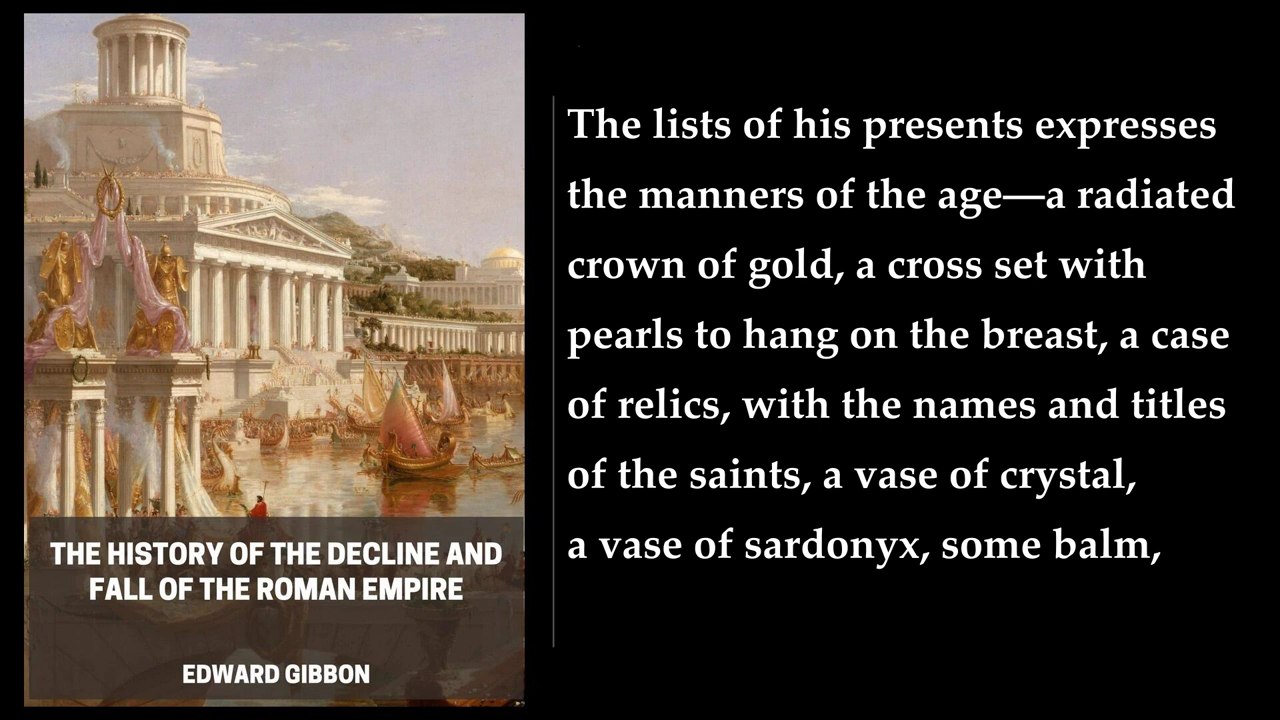 THE HISTORY OF THE DECLINE AND
FALL OF THE ROMAN EMPIRE
EDWARD GIBBON
The lists of his presents expresses
the manners of the age—a radiated
crown of gold, a cross set with
pearls to hang on the breast, a case
of relics, with the names and titles
of the saints, a vase of crystal,
a vase of sardonyx, some balm,